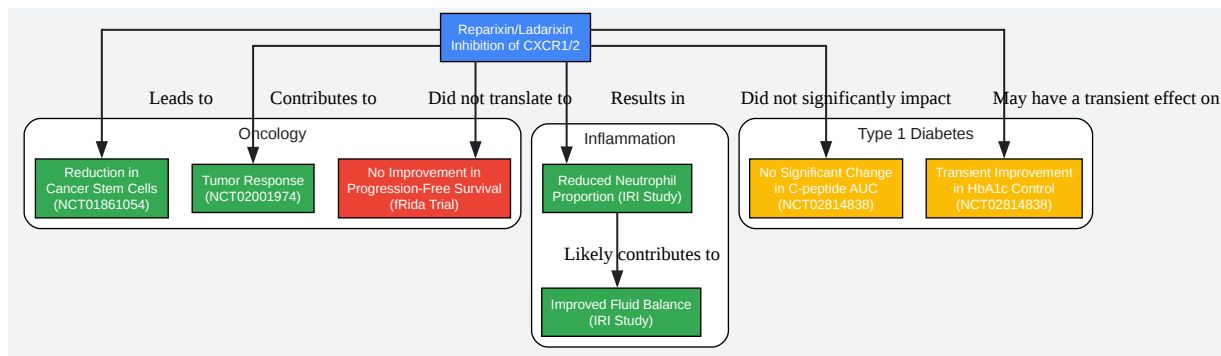 Reparixin/Ladarixin
Inhibition of CXCR1/2
Leads to
Contributes to
Did not translate to
Results in
Did not significantly impact
May have a transient effect on
Oncology
Inflammation
Type 1 Diabetes
Reduction in
Cancer Stem Cells
(NCT01861054)
Tumor Response
(NCT02001974)
No Improvement in
Progression-Free Survival
(fRida Trial)
Reduced Neutrophil
Proportion (IRI Study)
No Significant Change
in C-peptide AUC
(NCT02814838)
Transient Improvement
in HbA1c Control
(NCT02814838)
Likely contributes to
Improved Fluid Balance
(IRI Study)